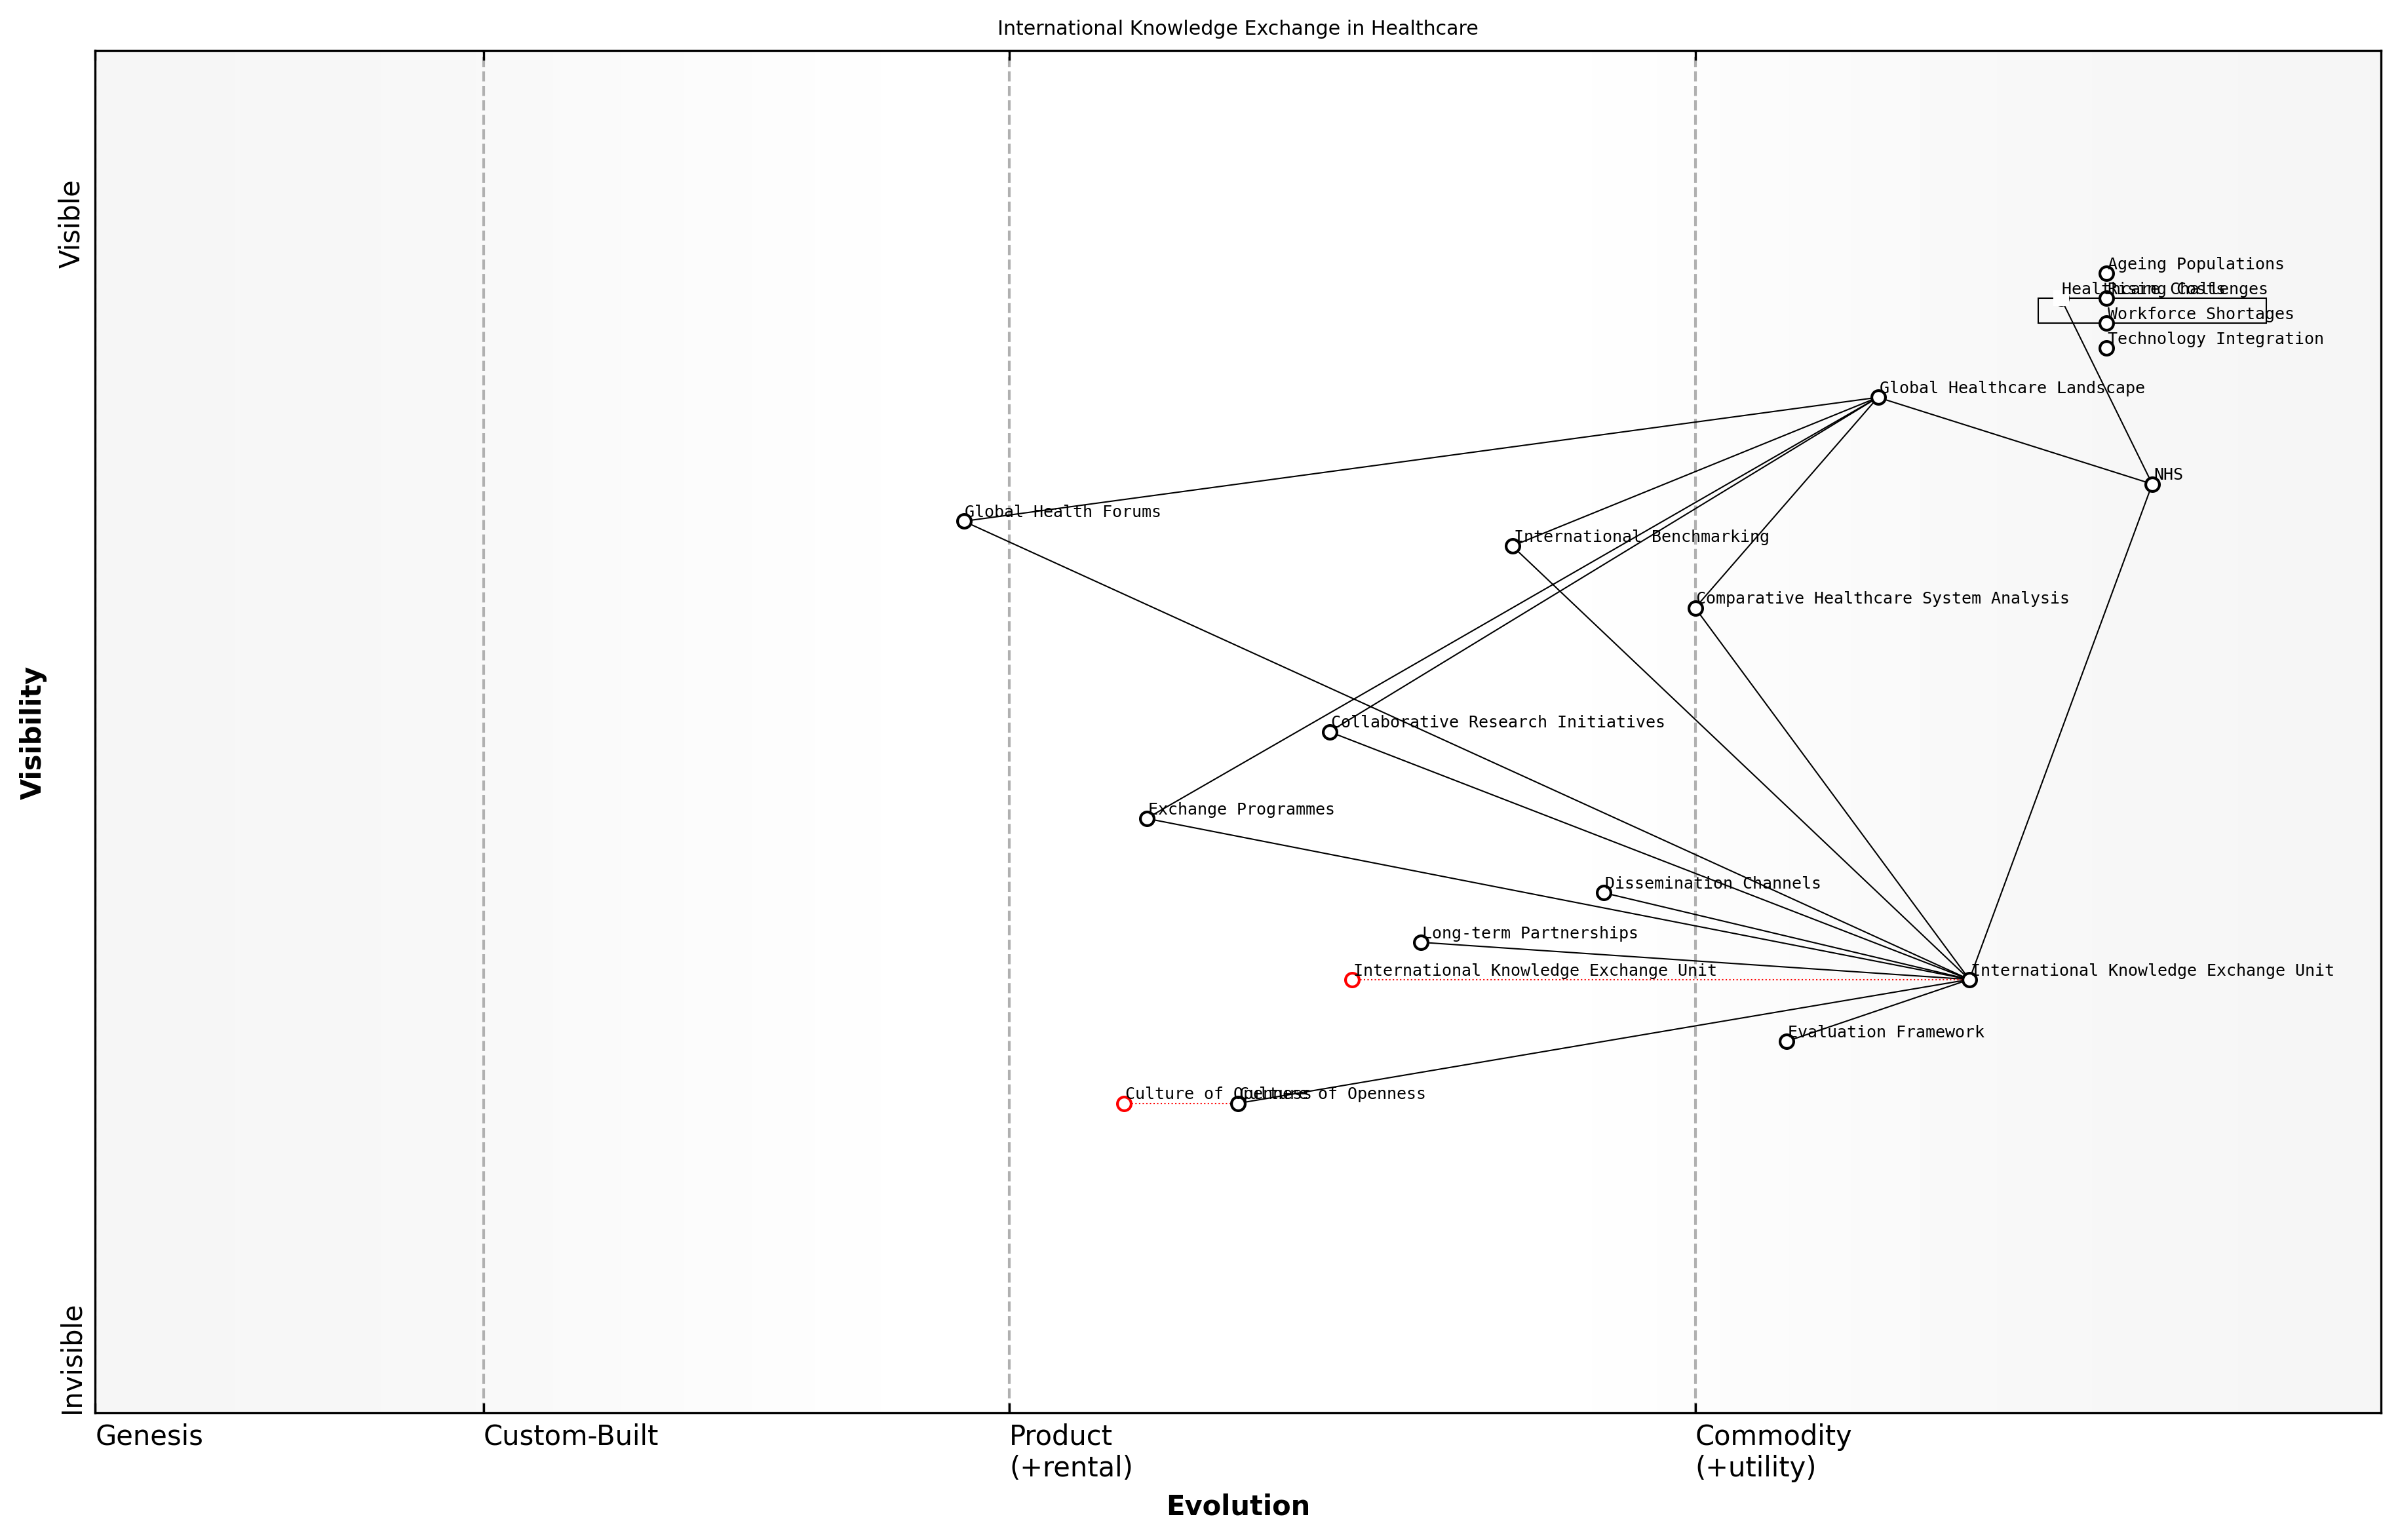 International Knowledge Exchange in Healthcare
Visible
Ageing Populations
Healthcare Challenges
Rising Costs
Workforce Shortages
Technology Integration
Global Healthcare Landscape
NHS
Global Health Forums
International Benchmarking
Comparative Healthcare System Analysis
Visibility
Collaborative Research Initiatives
Exchange Programmes
Dissemination Channels
Long-term Partnerships
International Knowledge Exchange Unit
International Knowledge Exchange Unit
Evaluation Framework
Culture of Openness
Culture of Openness
Invisible
Genesis
Custom-Built
Product
(+rental)
Commodity
(+utility)
Evolution